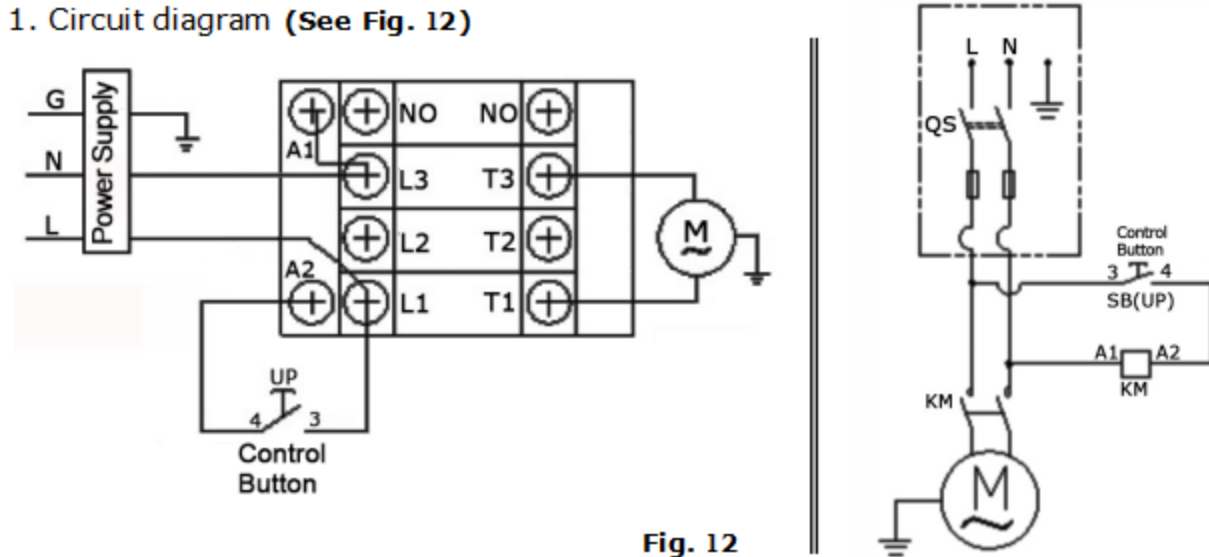 1. Circuit diagram (See Fig. 12)
G
N
L
Power Supply
A1
NO NO
L3 T3
L2 T2
A2
L1 T1
M
UP
4 3
Control
Button
Fig. 12
L N
QS
Control
Button
3 4
SB(UP)
A1 A2
KM
KM
M